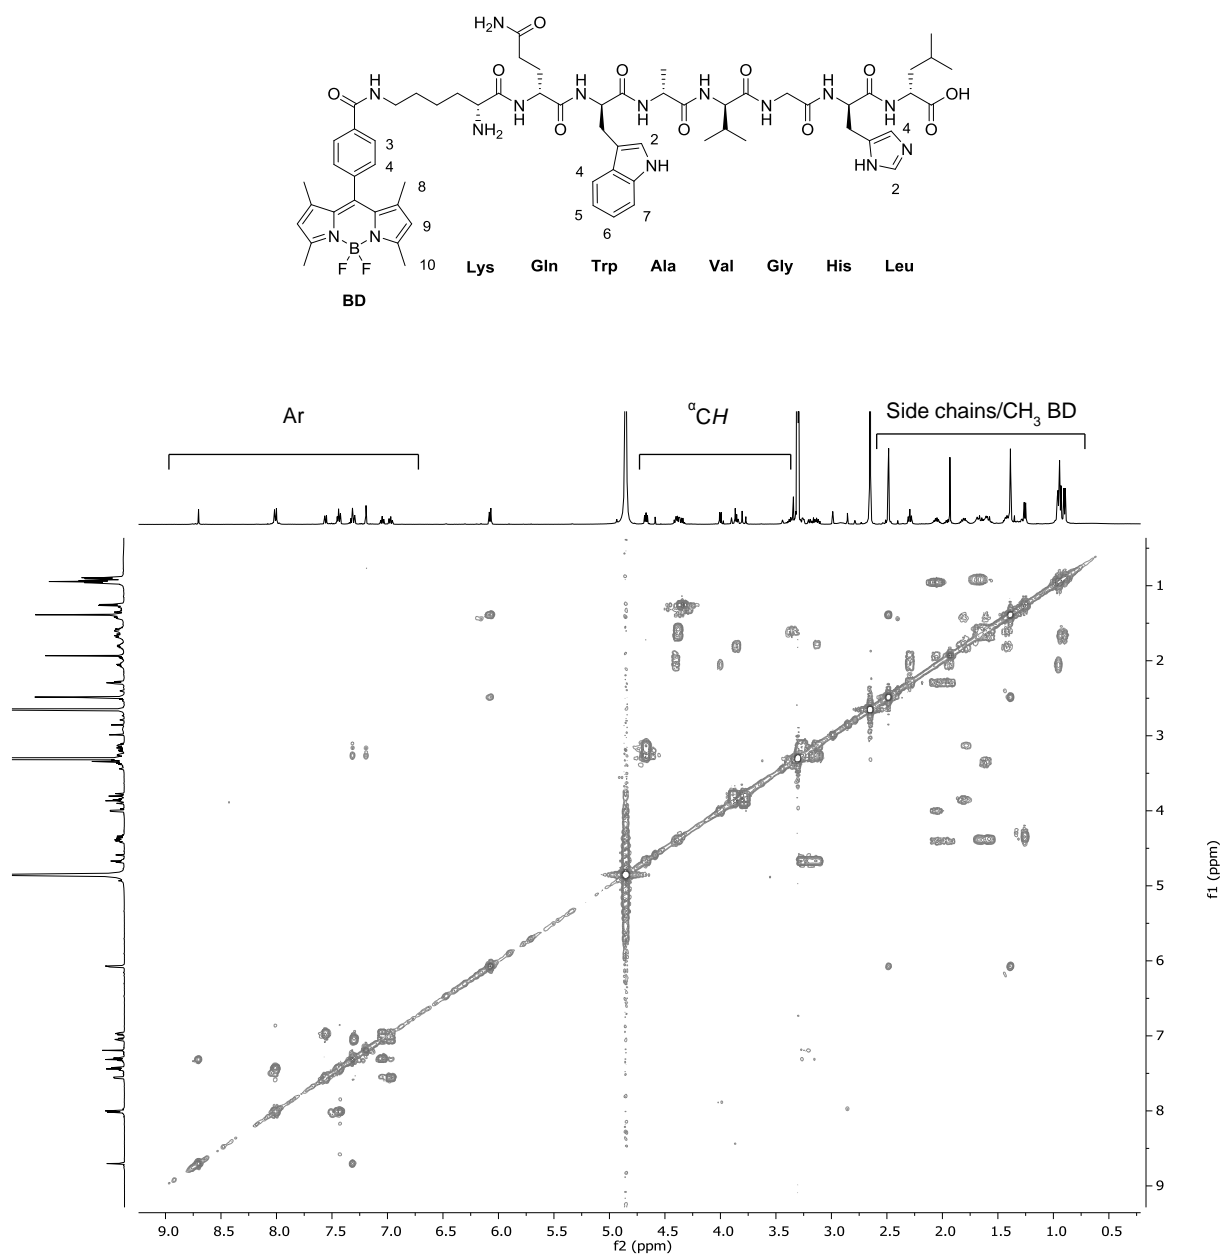 H₂N O
O H N O H N O H N O H N O H N O
N H O N H O N H O N H O N H OH O
NH₂
3 4
2 NH 4 5 6 7
4 N HN 2
8 9 10
N B N
F F
BD Lys Gln Trp Ala Val Gly His Leu
Ar αCH Side chains/CH₃ BD
1
2
3
4
5
6
7
8
9
f1 (ppm)
9.0 8.5 8.0 7.5 7.0 6.5 6.0 5.5 5.0 4.5 4.0 3.5 3.0 2.5 2.0 1.5 1.0 0.5
f2 (ppm)